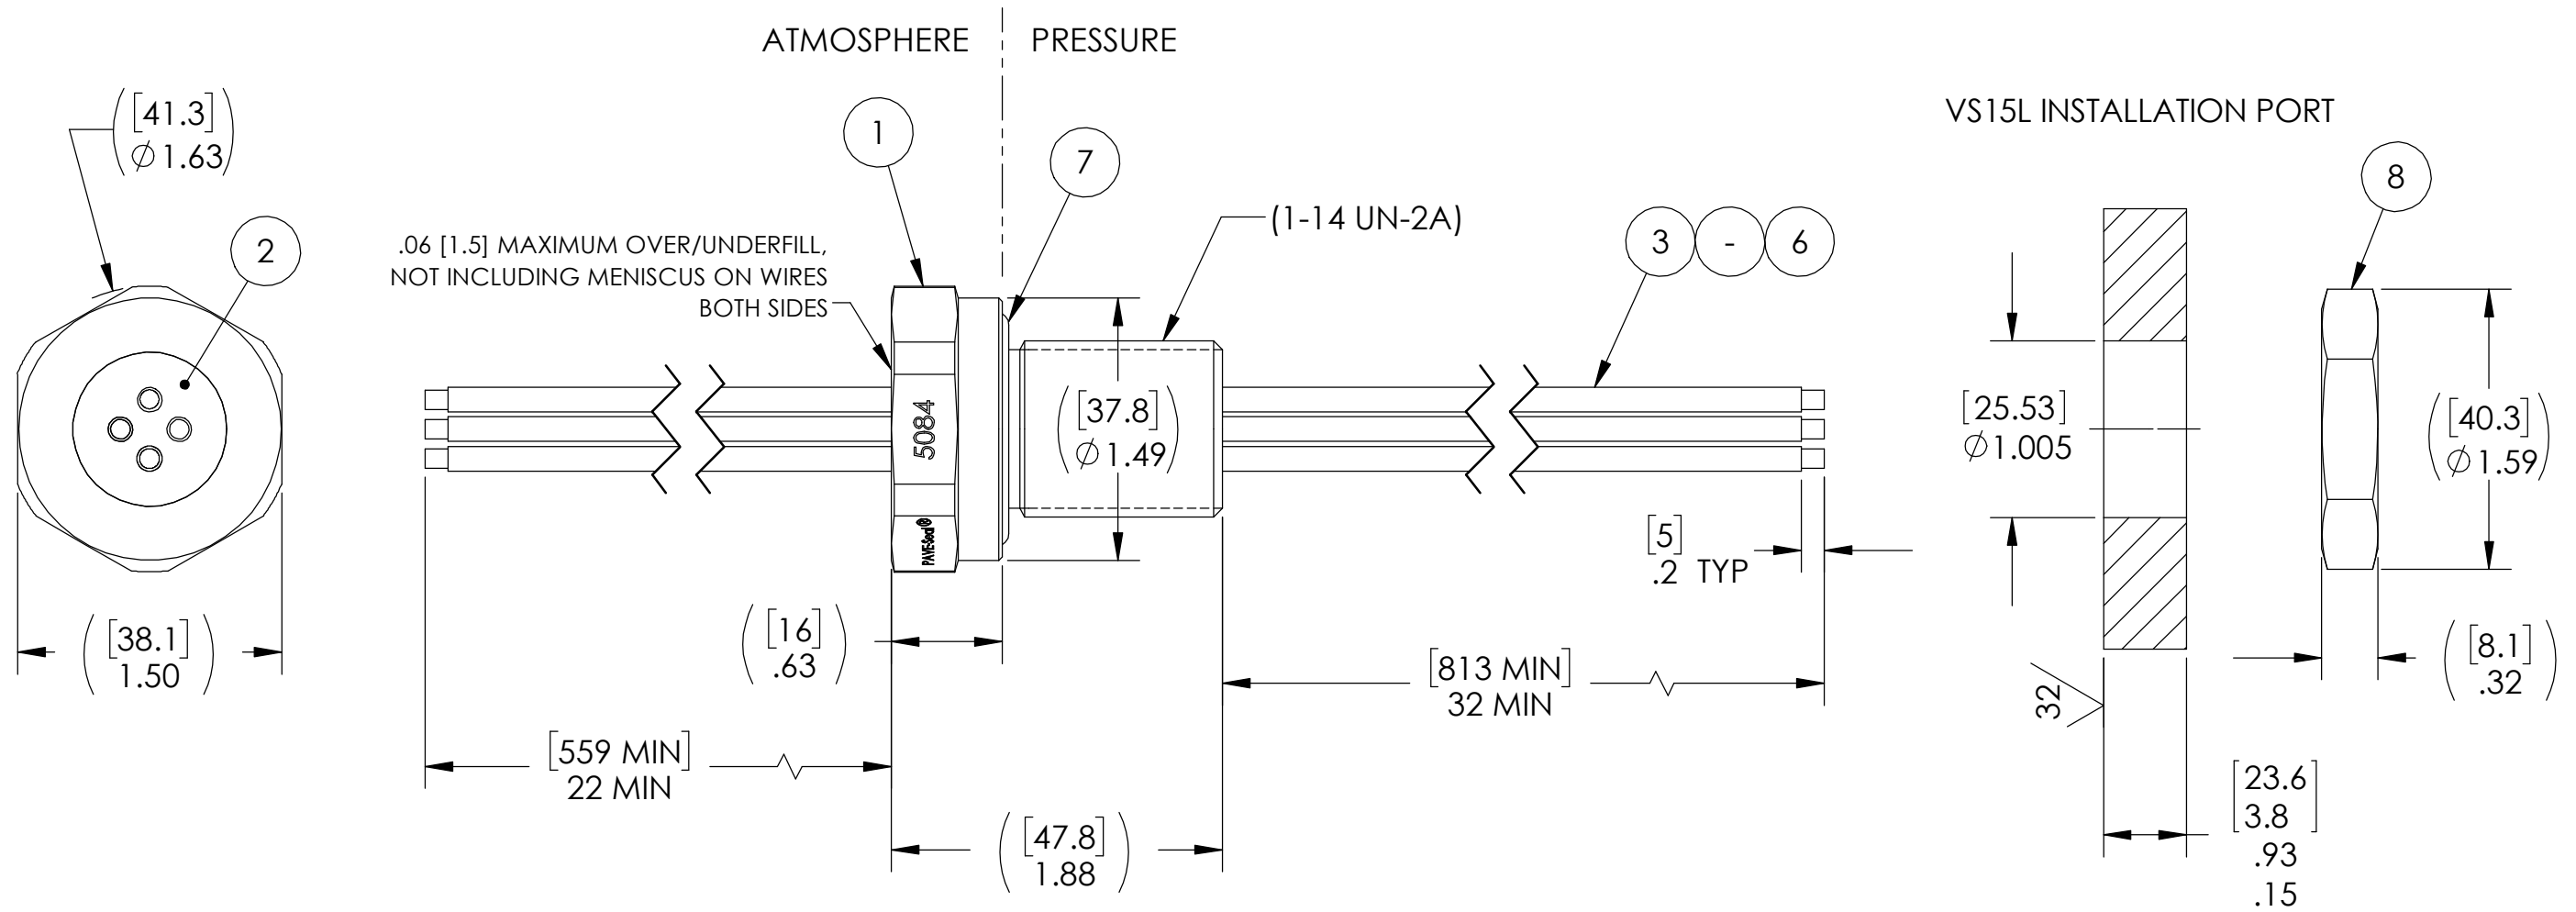 ATMOSPHERE
PRESSURE
([41.3]
∅ 1.63)
1
7
VS15L INSTALLATION PORT
8
2
.06 [1.5] MAXIMUM OVER/UNDERFILL,
NOT INCLUDING MENISCUS ON WIRES
BOTH SIDES
(1-14 UN-2A)
3 - 6
5084
PAVE-Seal®
([37.8]
∅ 1.49)
[25.53]
∅1.005
([40.3]
∅ 1.59)
[5]
.2 TYP
([38.1]
1.50)
([16]
.63)
[813 MIN]
32 MIN
32
([8.1]
.32)
[559 MIN]
22 MIN
([47.8]
1.88)
[23.6
3.8]
.93
.15